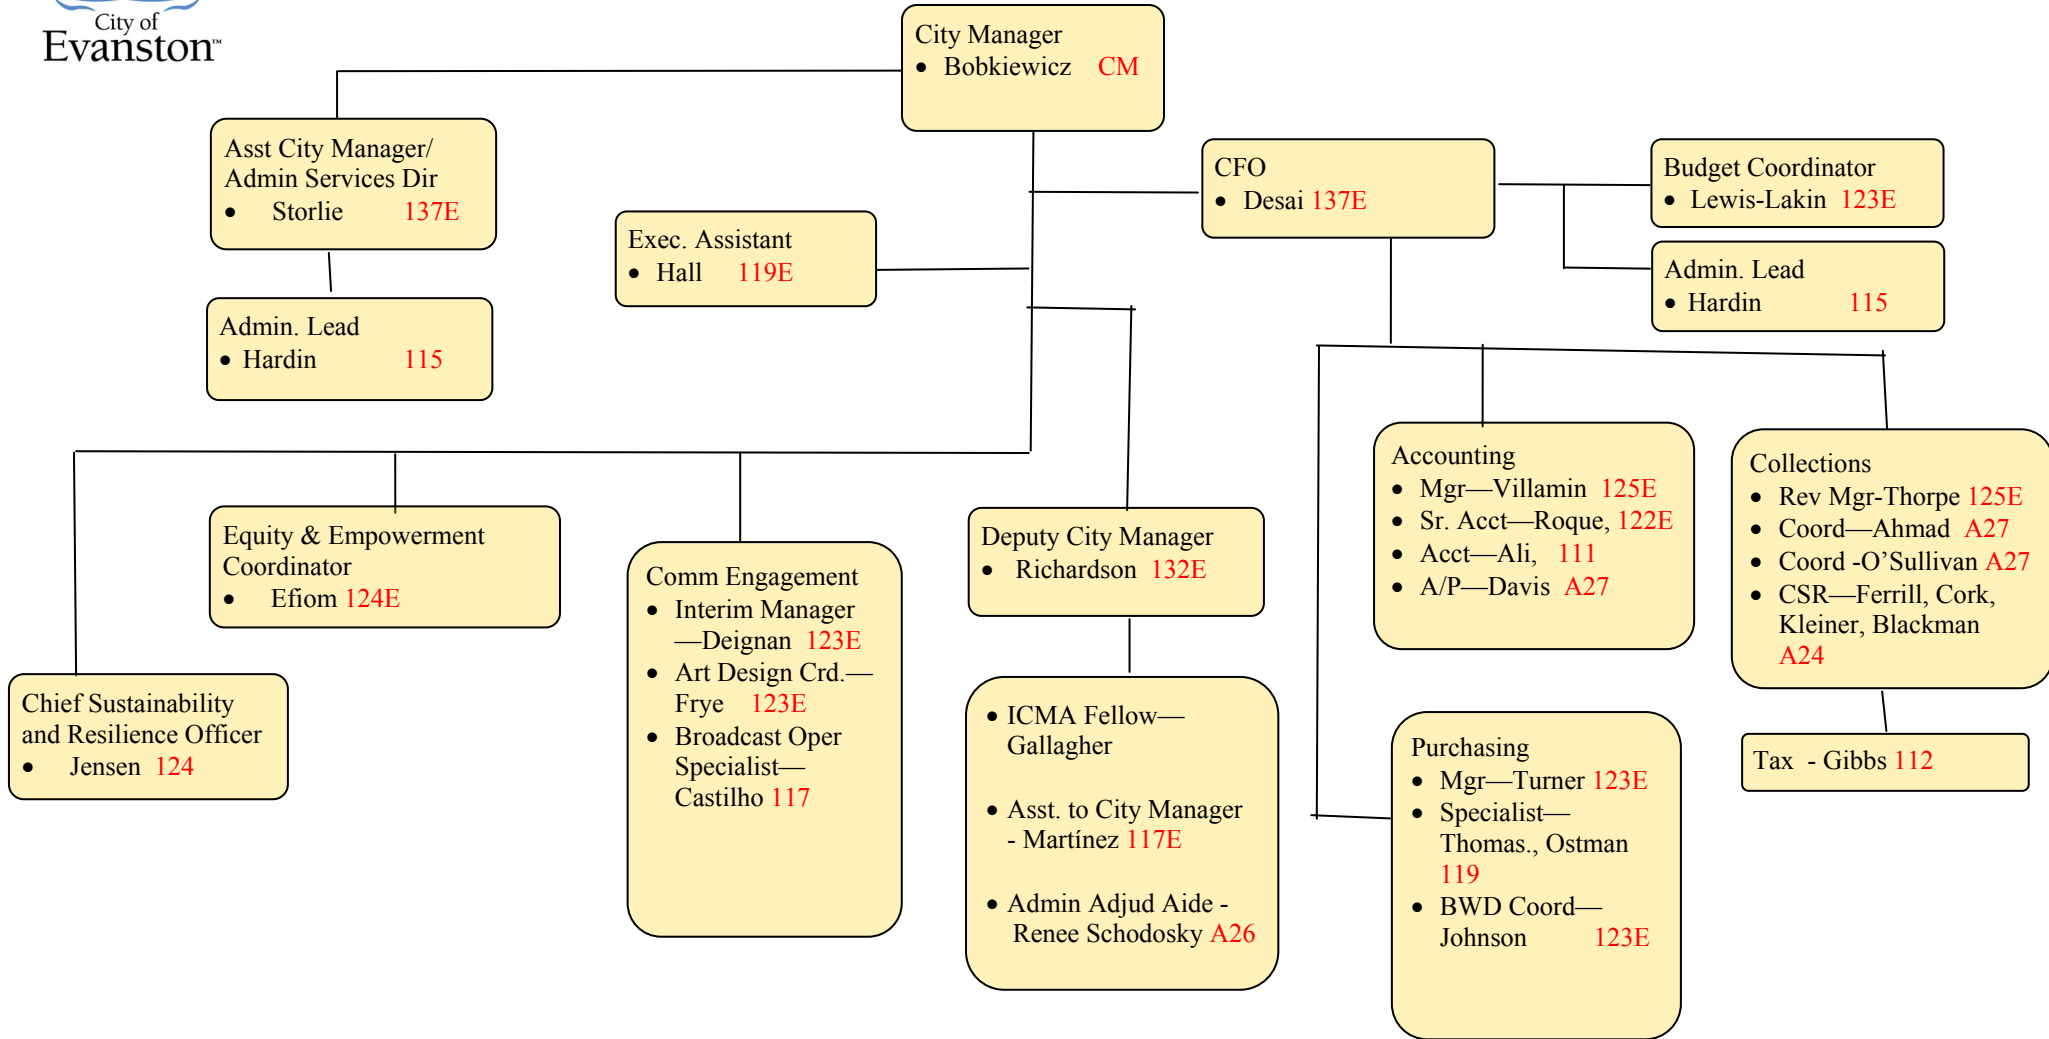 City of
Evanston™
City Manager
• Bobkiewicz CM
Asst City Manager/
Admin Services Dir
• Storlie 137E
Admin. Lead
• Hardin 115
Exec. Assistant
• Hall 119E
CFO
• Desai 137E
Budget Coordinator
• Lewis-Lakin 123E
Admin. Lead
• Hardin 115
Chief Sustainability
and Resilience Officer
• Jensen 124
Equity & Empowerment
Coordinator
• Efiom 124E
Comm Engagement
• Interim Manager
—Deignan 123E
• Art Design Crd.—
Frye 123E
• Broadcast Oper
Specialist—
Castilho 117
Deputy City Manager
• Richardson 132E
• ICMA Fellow—
Gallagher
• Asst. to City Manager
- Martínez 117E
• Admin Adjud Aide -
Renee Schodosky A26
Accounting
• Mgr—Villamin 125E
• Sr. Acct—Roque, 122E
• Acct—Ali, 111
• A/P—Davis A27
Purchasing
• Mgr—Turner 123E
• Specialist—
Thomas., Ostman
119
• BWD Coord—
Johnson 123E
Collections
• Rev Mgr-Thorpe 125E
• Coord—Ahmad A27
• Coord -O’Sullivan A27
• CSR—Ferrill, Cork,
Kleiner, Blackman
A24
Tax - Gibbs 112